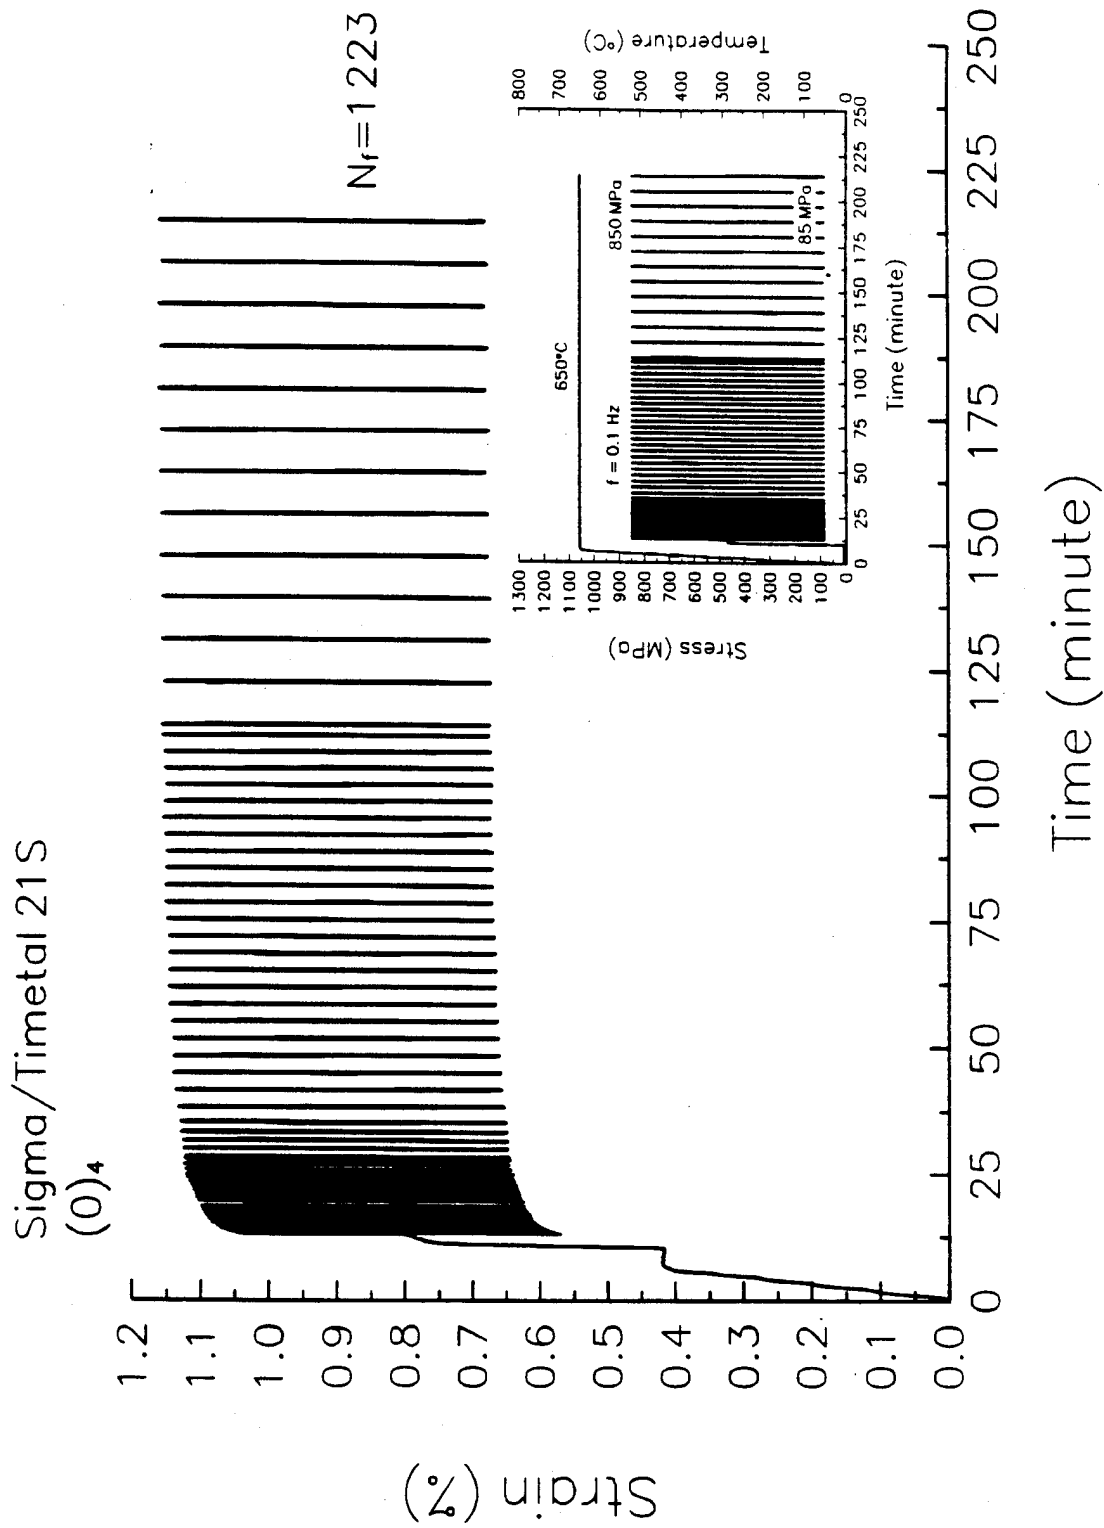 Sigma/Timetal 21S
(0)₄
Nf=1223
Strain (%)
1.2
1.1
1.0
0.9
0.8
0.7
0.6
0.5
0.4
0.3
0.2
0.1
0.0
0 25 50 75 100 125 150 175 200 225 250
Time (minute)
Stress (MPa)
1300
1200
1100
1000
900
800
700
600
500
400
300
200
100
0
650°C
f = 0.1 Hz
850 MPa
85 MPa
Temperature (°C)
800
700
600
500
400
300
200
100
0
0 25 50 75 100 125 150 175 200 225 250
Time (minute)